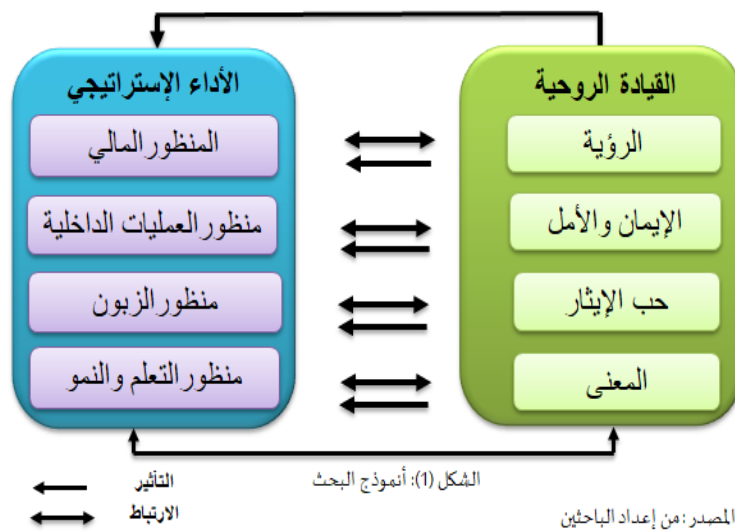 القيادة الروحية
الرؤية
الإيمان والأمل
حب الإيثار
المعنى
الأداء الإستراتيجي
المنظور المالي
منظور العمليات الداخلية
منظور الزبون
منظور التعلم والنمو
الشكل (1): أنموذج البحث
التأثير
الارتباط
المصدر: من إعداد الباحثين